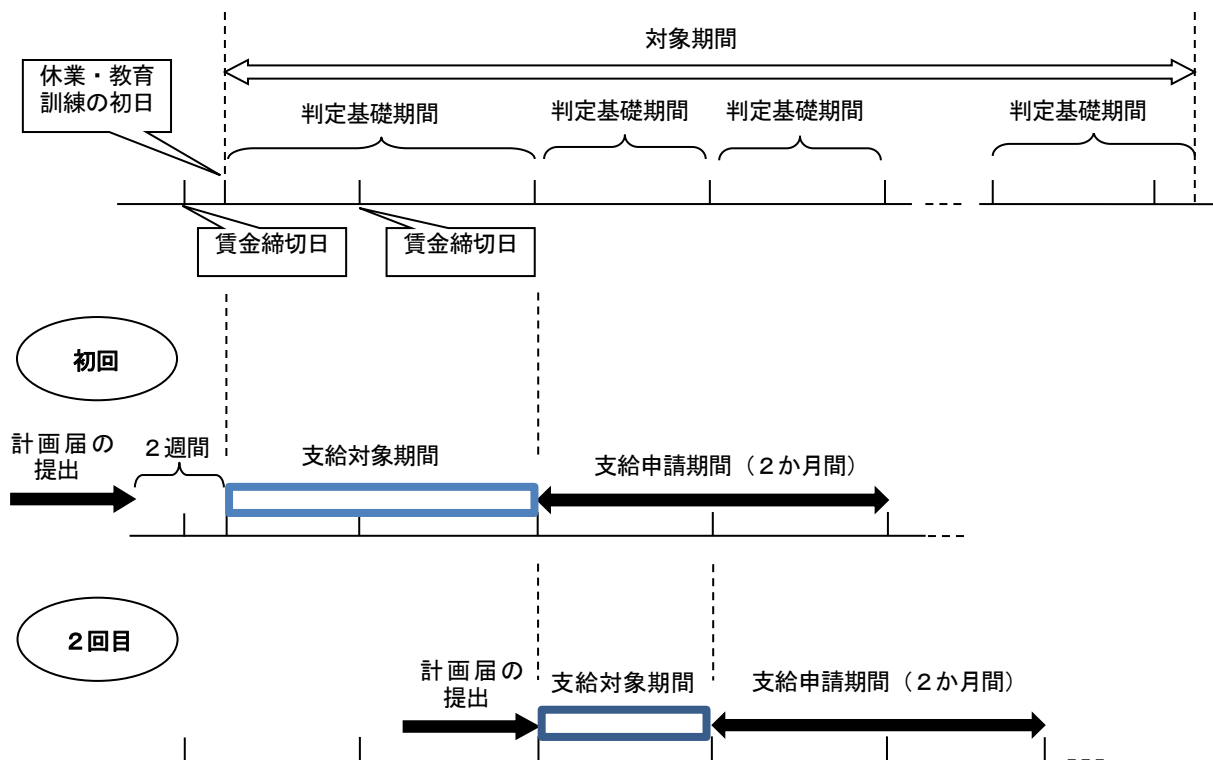 対象期間
休業・教育
訓練の初日
判定基礎期間
判定基礎期間
判定基礎期間
判定基礎期間
賃金締切日
賃金締切日
初回
計画届の
提出
２週間
支給対象期間
支給申請期間（２か月間）
２回目
計画届の
提出
支給対象期間
支給申請期間（２か月間）